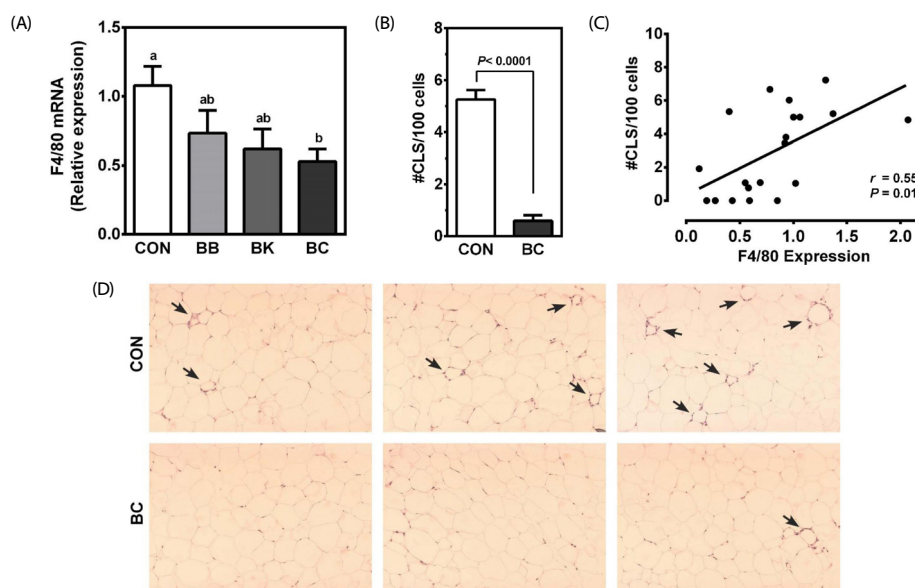 (A)
F4/80 mRNA
(Relative expression)
1.5
1.0
0.5
0.0
a
ab
ab
b
CON BB BK BC
(B)
#CLS/100 cells
8
6
4
2
0
P< 0.0001
CON BC
(C)
#CLS/100 cells
10
8
6
4
2
0
r = 0.55
P = 0.01
0.0 0.5 1.0 1.5 2.0
F4/80 Expression
(D)
CON
BC